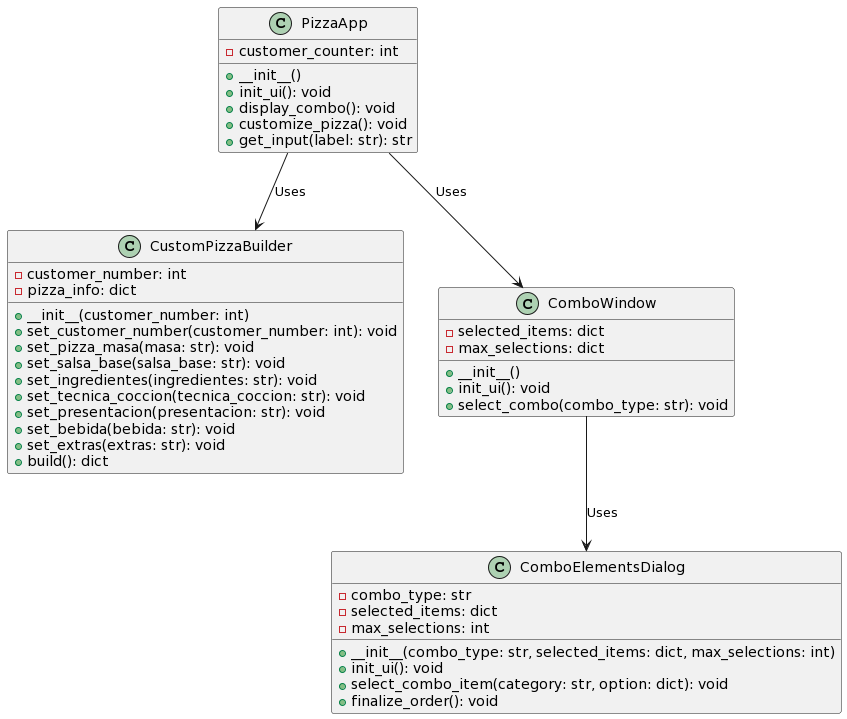 C PizzaApp
customer_counter: int
__init__()
init_ui(): void
display_combo(): void
customize_pizza(): void
get_input(label: str): str
Uses
Uses
C CustomPizzaBuilder
customer_number: int
pizza_info: dict
__init__(customer_number: int)
set_customer_number(customer_number: int): void
set_pizza_masa(masa: str): void
set_salsa_base(salsa_base: str): void
set_ingredientes(ingredientes: str): void
set_tecnica_coccion(tecnica_coccion: str): void
set_presentacion(presentacion: str): void
set_bebida(bebida: str): void
set_extras(extras: str): void
build(): dict
C ComboWindow
selected_items: dict
max_selections: dict
__init__()
init_ui(): void
select_combo(combo_type: str): void
Uses
C ComboElementsDialog
combo_type: str
selected_items: dict
max_selections: int
__init__(combo_type: str, selected_items: dict, max_selections: int)
init_ui(): void
select_combo_item(category: str, option: dict): void
finalize_order(): void